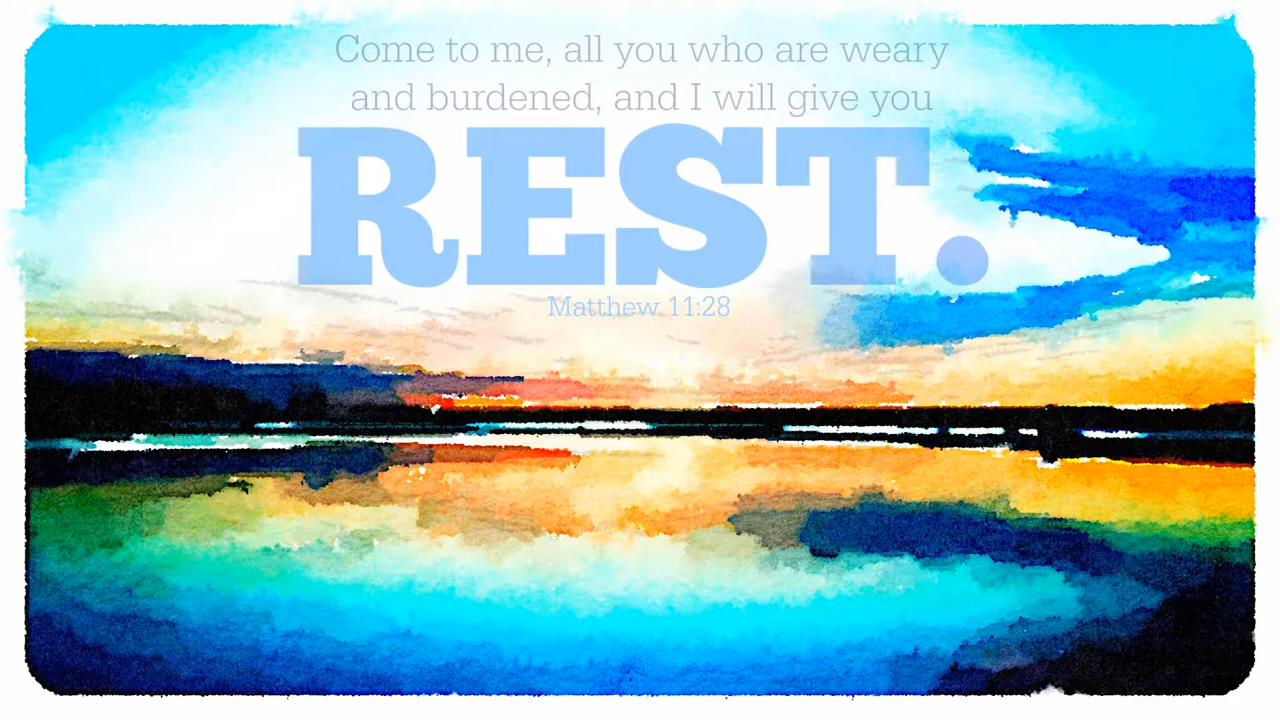 Come to me, all you who are weary
and burdened, and I will give you
REST.
Matthew 11:28